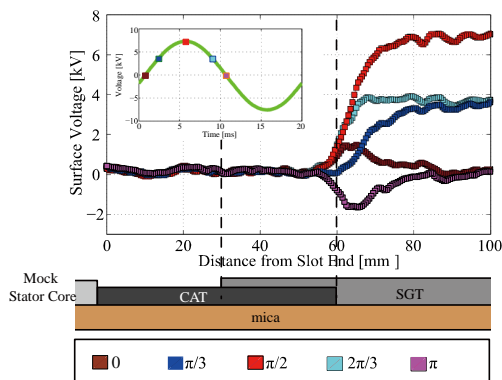 Surface Voltage [kV]
8
6
4
2
0
−2
0 20 40 60 80 100
Distance from Slot End [mm ]
Voltage [kV]
10
5
0
−5
−10
0 5 10 15 20
Time [ms]
Mock
Stator Core
CAT
SGT
mica
0 π/3 π/2 2π/3 π